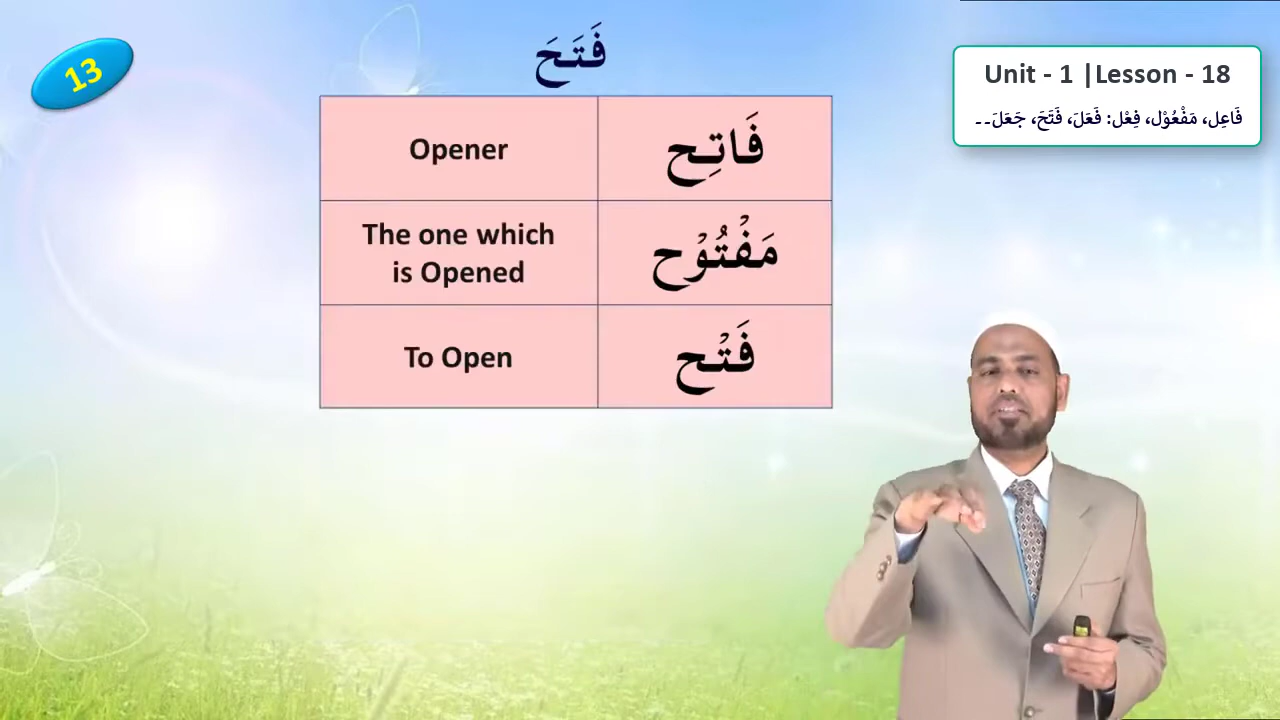 13
فَتَحَ
Unit - 1 |Lesson - 18
فَاعِل، مَفْعُوْل، فِعْل: فَعَلَ، فَتَحَ، جَعَلَ۔۔
Opener
فَاتِح
The one which
is Opened
مَفْتُوْح
To Open
فَتْح